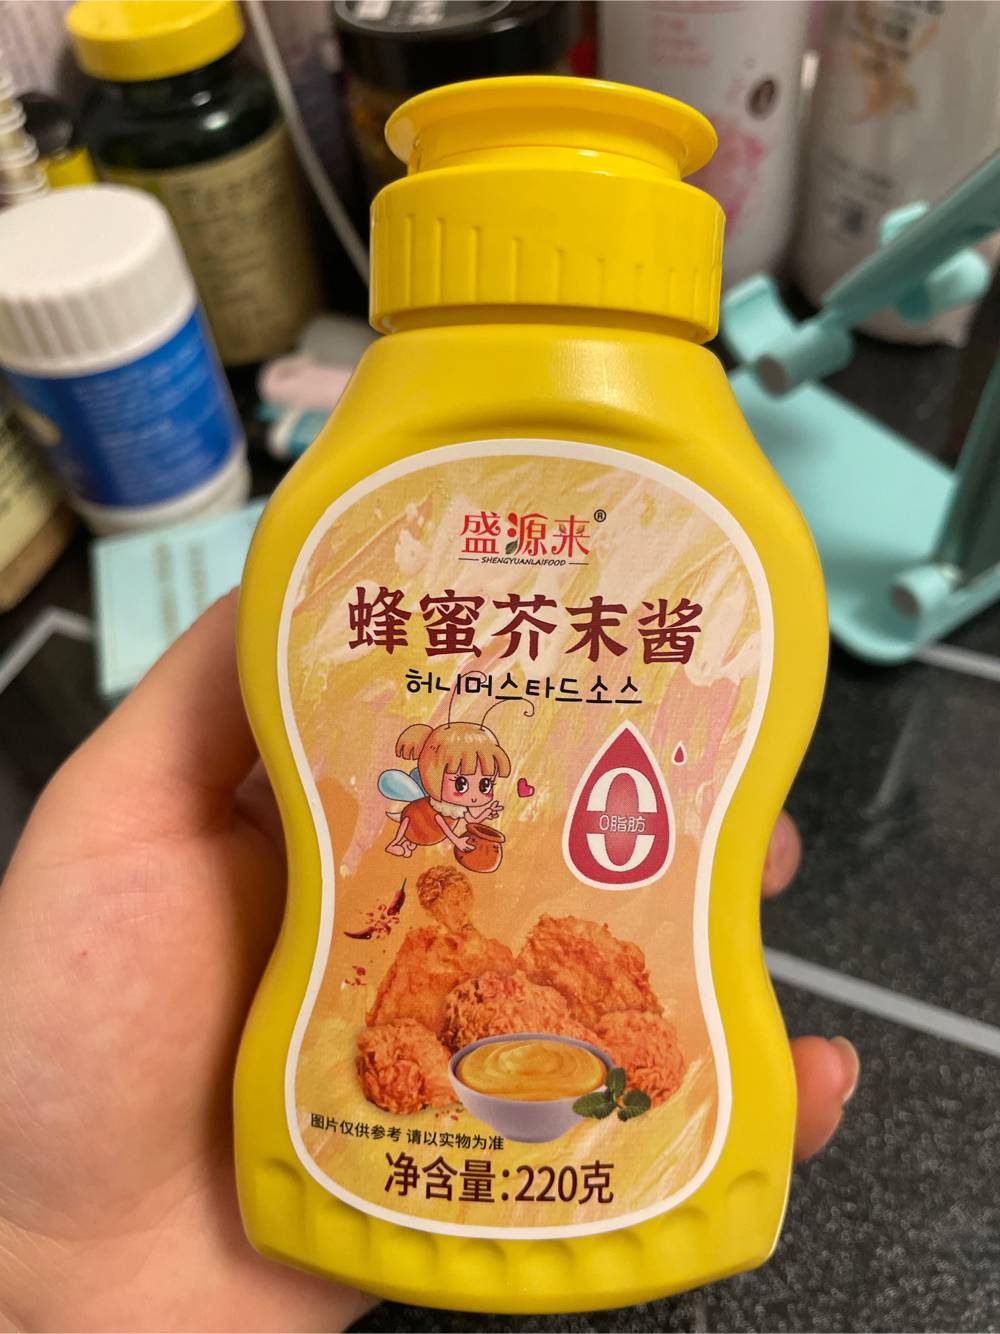 盛源来®
SHENGYUANLAIFOOD
蜂蜜芥末酱
허니머스타드소스
0脂肪
图片仅供参考 请以实物为准
净含量:220克